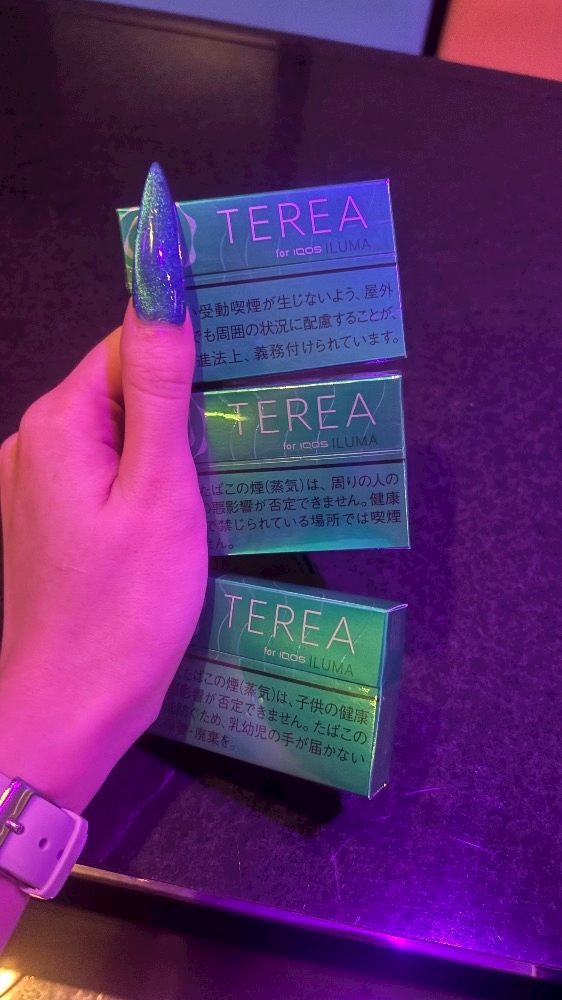 TEREA
for IQOS ILUMA
受動喫煙が生じないよう、屋外
でも周囲の状況に配慮することが、
進法上、義務付けられています。
TEREA
for IQOS ILUMA
たばこの煙(蒸気)は、周りの人の
悪影響が否定できません。健康
で禁じられている場所では喫煙
TEREA
for IQOS ILUMA
たばこの煙(蒸気)は、子供の健康
影響が否定できません。たばこの
ため、乳幼児の手が届かない
・廃棄を。